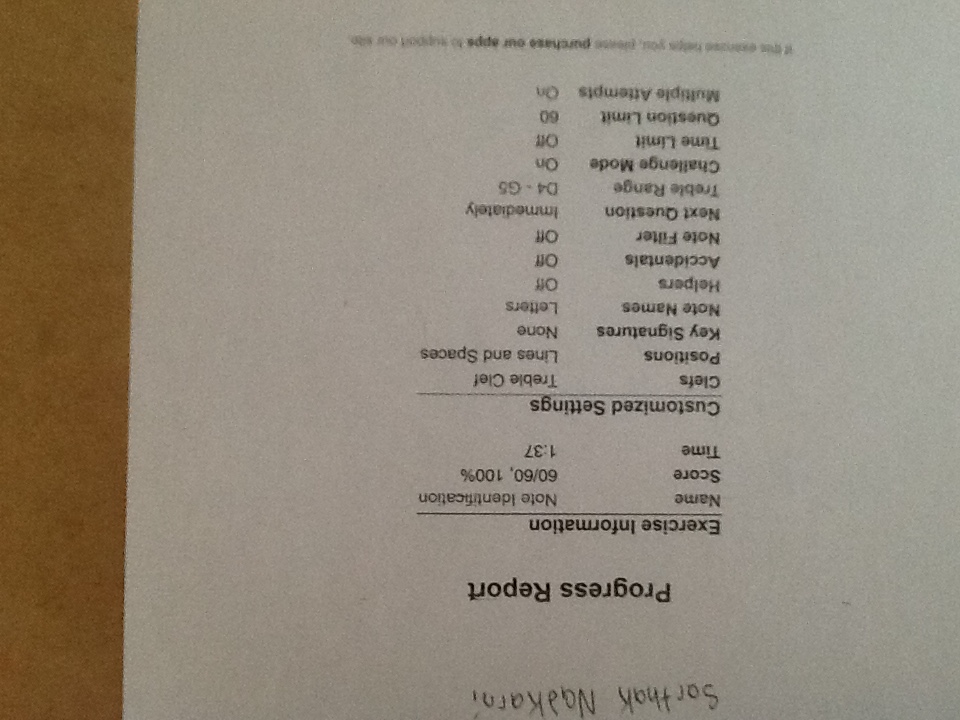 Sarthak Nadkarni
Progress Report
Exercise Information
Name Note Identification
Score 60/60, 100%
Time 1:37
Customized Settings
Clefs Treble Clef
Positions Lines and Spaces
Key Signatures None
Note Names Letters
Helpers Off
Accidentals Off
Note Filter Off
Next Question Immediately
Treble Range D4 - G5
Challenge Mode On
Time Limit Off
Question Limit 60
Multiple Attempts On
If this exercise helps you, please purchase our apps to support our site.